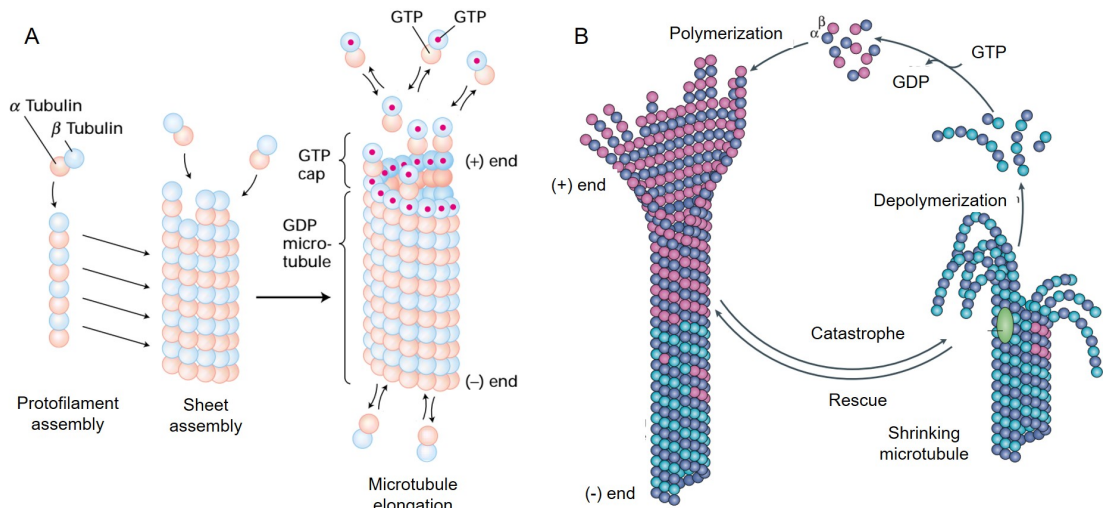 A
GTP
GTP
α Tubulin
β Tubulin
GTP
cap
(+) end
GDP
micro-
tubule
(–) end
Protofilament
assembly
Sheet
assembly
Microtubule
elongation
B
Polymerization
β
α
GTP
GDP
(+) end
Depolymerization
Catastrophe
Rescue
Shrinking
microtubule
(-) end